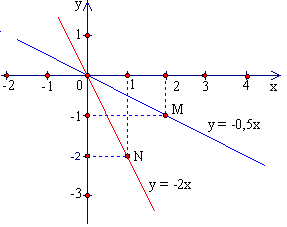 y
1
-2 -1 0 1 2 3 4 x
-1 M
y = -0,5x
-2 N
y = -2x
-3